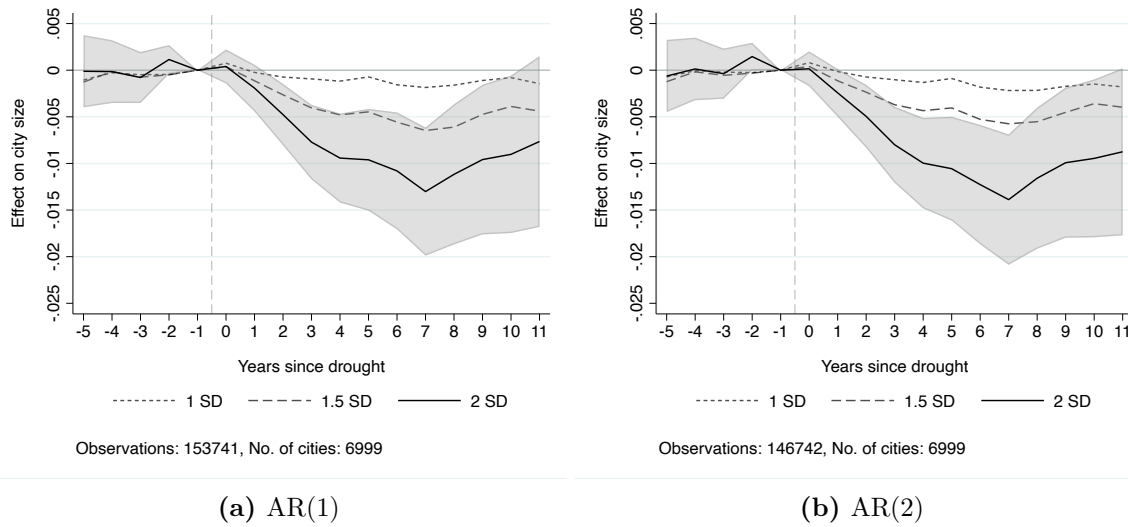 .005
0
-.005
-.01
-.015
-.02
-.025
Effect on city size
-5 -4 -3 -2 -1 0 1 2 3 4 5 6 7 8 9 10 11
Years since drought
1 SD 1.5 SD 2 SD
Observations: 153741, No. of cities: 6999
(a) AR(1)
.005
0
-.005
-.01
-.015
-.02
-.025
Effect on city size
-5 -4 -3 -2 -1 0 1 2 3 4 5 6 7 8 9 10 11
Years since drought
1 SD 1.5 SD 2 SD
Observations: 146742, No. of cities: 6999
(b) AR(2)